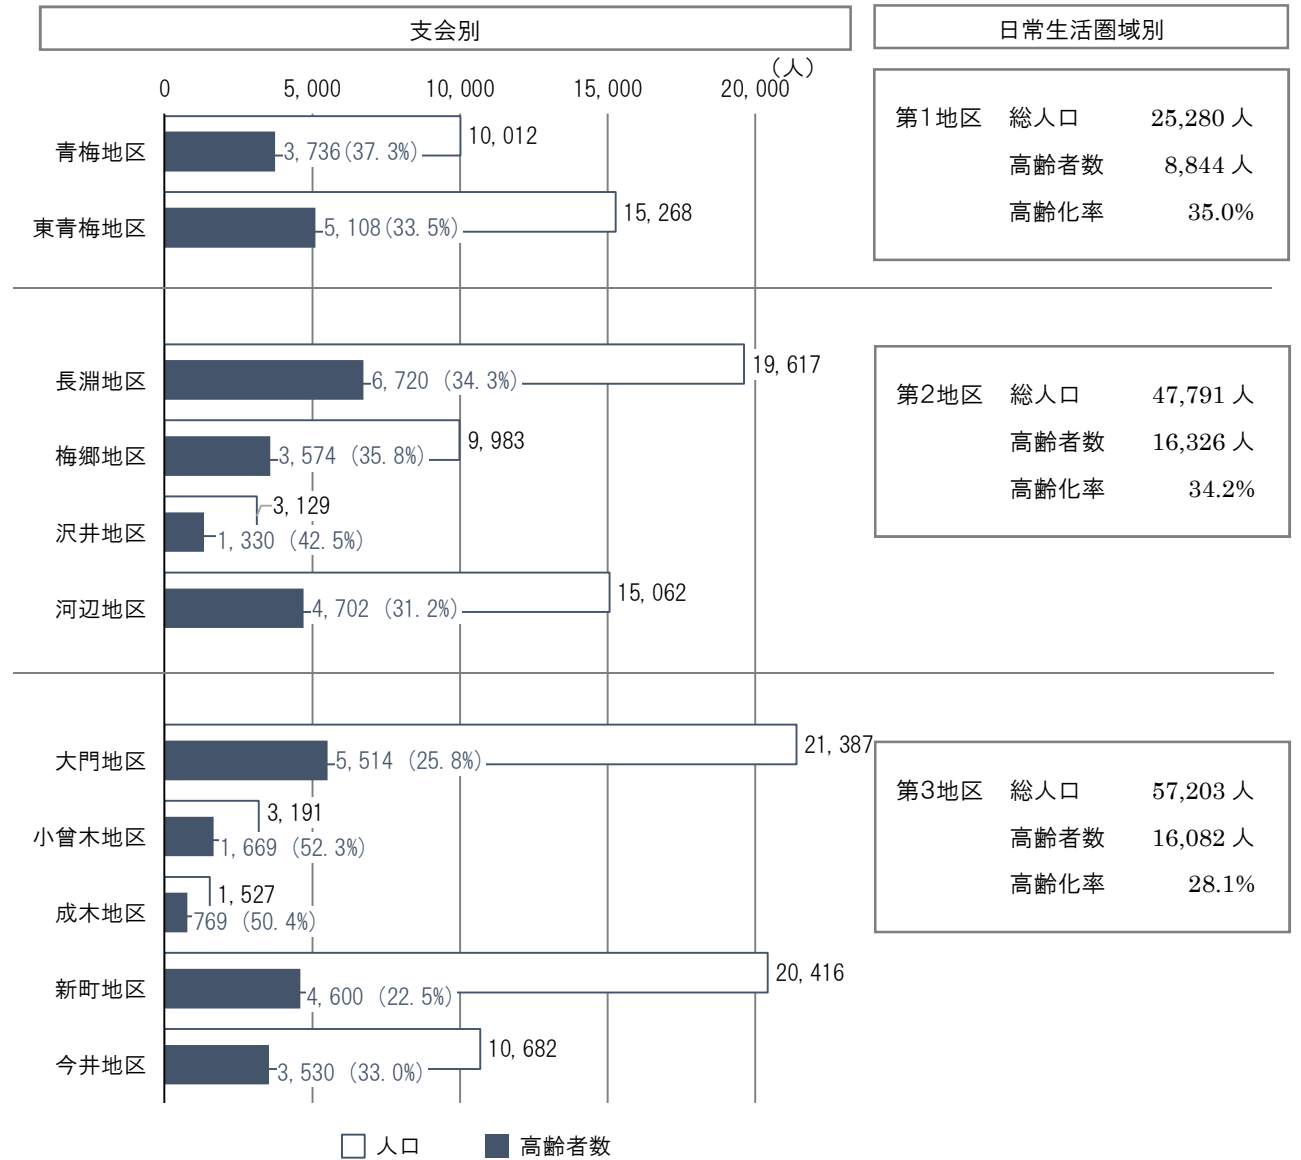 支会別
日常生活圏域別
(人)
0 5,000 10,000 15,000 20,000
青梅地区 3,736(37.3%) 10,012
東青梅地区 5,108(33.5%) 15,268
第1地区 総人口 25,280 人
高齢者数 8,844 人
高齢化率 35.0%
長淵地区 6,720 (34.3%) 19,617
梅郷地区 3,574 (35.8%) 9,983
沢井地区 1,330 (42.5%) 3,129
河辺地区 4,702 (31.2%) 15,062
第2地区 総人口 47,791 人
高齢者数 16,326 人
高齢化率 34.2%
大門地区 5,514 (25.8%) 21,387
小曾木地区 1,669 (52.3%) 3,191
成木地区 769 (50.4%) 1,527
新町地区 4,600 (22.5%) 20,416
今井地区 3,530 (33.0%) 10,682
第3地区 総人口 57,203 人
高齢者数 16,082 人
高齢化率 28.1%
人口 高齢者数